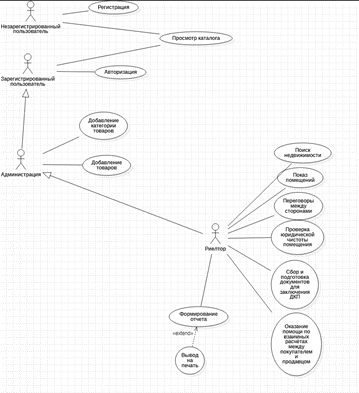 Регистрация
Незарегистрированный
пользователь
Просмотр каталога
Зарегистрированный
пользователь
Авторизация
Добавление
категории
товаров
Добавление
товаров
Администрация
Поиск
недвижимости
Показ
помещений
Переговоры
между
сторонами
Проверка
юридической
чистоты
помещения
Риелтор
Сбор и
подготовка
документов
для
заключения
ДКП
Формирование
отчета
«extend»
Вывод
на
печать
Оказание
помощи по
взаимных
расчётах
между
покупателем
и
продавцом